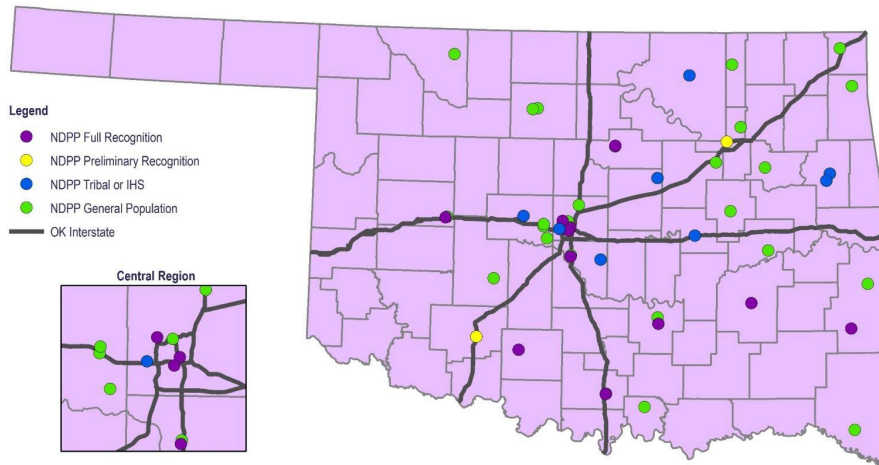 Legend
NDPP Full Recognition
NDPP Preliminary Recognition
NDPP Tribal or IHS
NDPP General Population
OK Interstate
Central Region